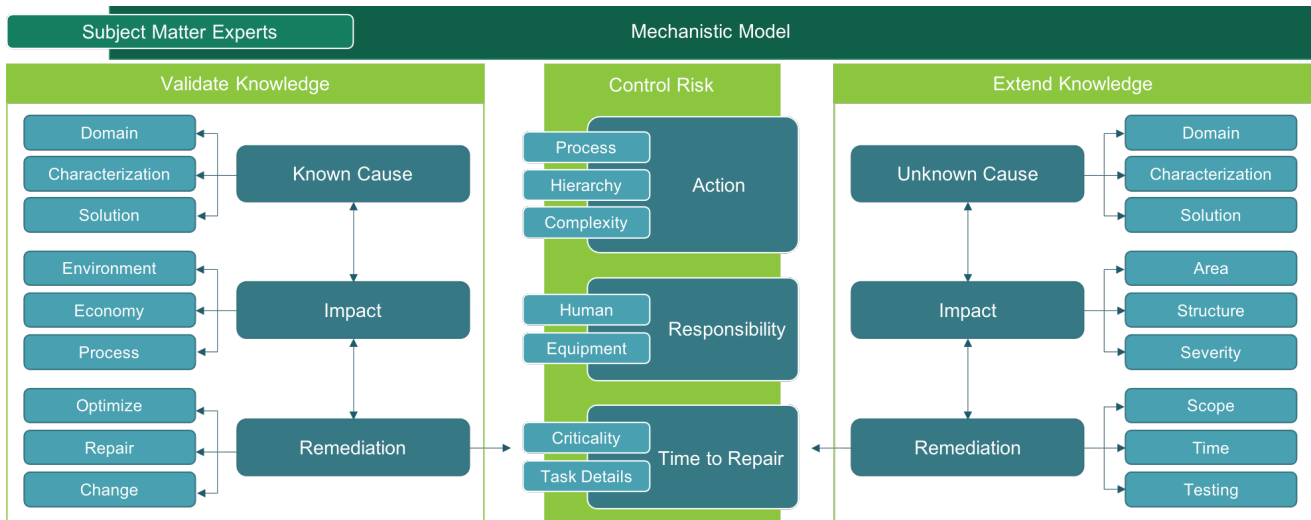 Subject Matter Experts
Mechanistic Model
Validate Knowledge
Domain
Characterization
Solution
Known Cause
Environment
Economy
Process
Impact
Optimize
Repair
Change
Remediation
Control Risk
Process
Hierarchy
Complexity
Action
Human
Equipment
Responsibility
Criticality
Task Details
Time to Repair
Extend Knowledge
Unknown Cause
Domain
Characterization
Solution
Impact
Area
Structure
Severity
Remediation
Scope
Time
Testing